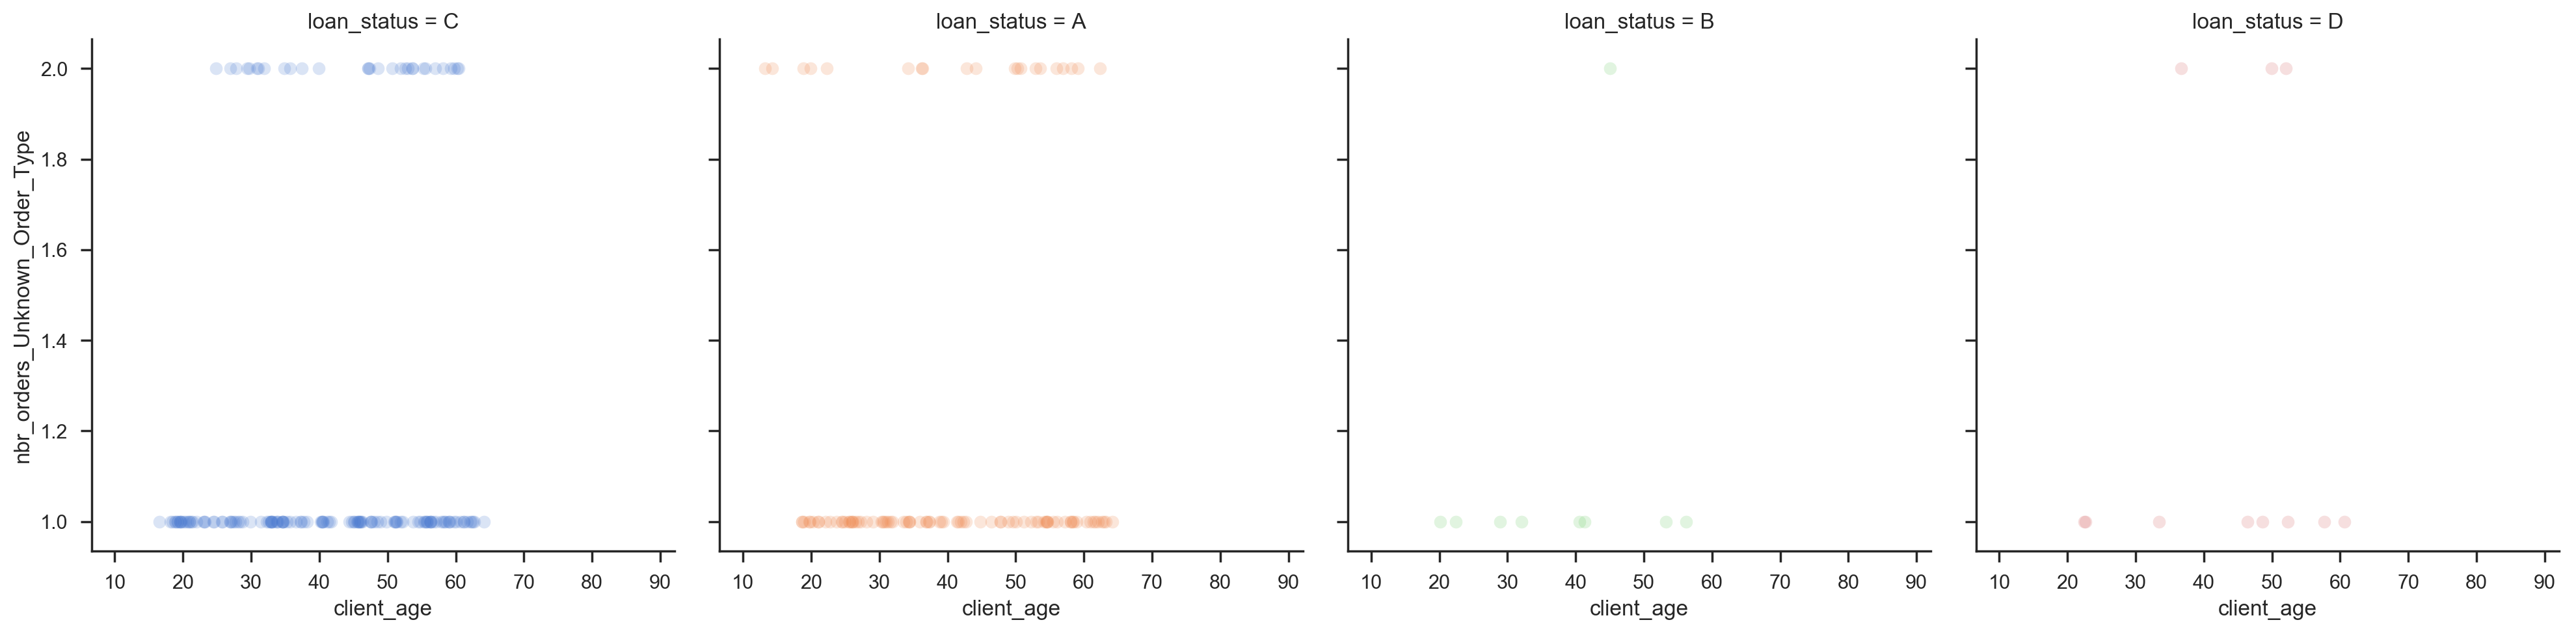 loan_status = C
loan_status = A
loan_status = B
loan_status = D
nbr_orders_Unknown_Order_Type
2.0
1.8
1.6
1.4
1.2
1.0
10 20 30 40 50 60 70 80 90
10 20 30 40 50 60 70 80 90
10 20 30 40 50 60 70 80 90
10 20 30 40 50 60 70 80 90
client_age
client_age
client_age
client_age